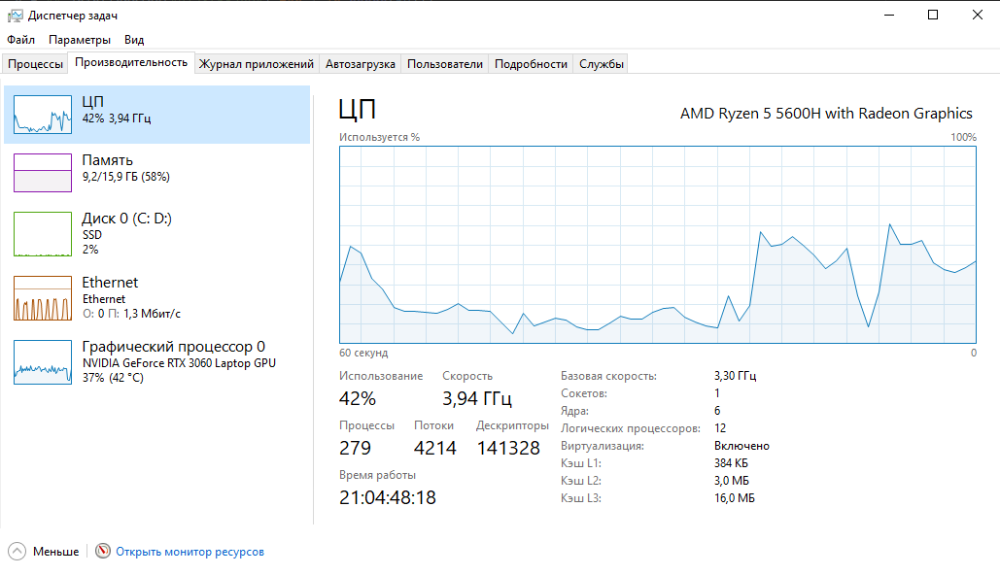 Диспетчер задач
Файл Параметры Вид
Процессы Производительность Журнал приложений Автозагрузка Пользователи Подробности Службы
ЦП
42% 3,94 ГГц
Память
9,2/15,9 ГБ (58%)
Диск 0 (C: D:)
SSD
2%
Ethernet
Ethernet
О: 0 П: 1,3 Мбит/с
Графический процессор 0
NVIDIA GeForce RTX 3060 Laptop GPU
37% (42 °C)
ЦП AMD Ryzen 5 5600H with Radeon Graphics
Используется % 100%
60 секунд 0
Использование Скорость
42% 3,94 ГГц
Процессы Потоки Дескрипторы
279 4214 141328
Время работы
21:04:48:18
Базовая скорость: 3,30 ГГц
Сокетов: 1
Ядра: 6
Логических процессоров: 12
Виртуализация: Включено
Кэш L1: 384 КБ
Кэш L2: 3,0 МБ
Кэш L3: 16,0 МБ
Меньше Открыть монитор ресурсов